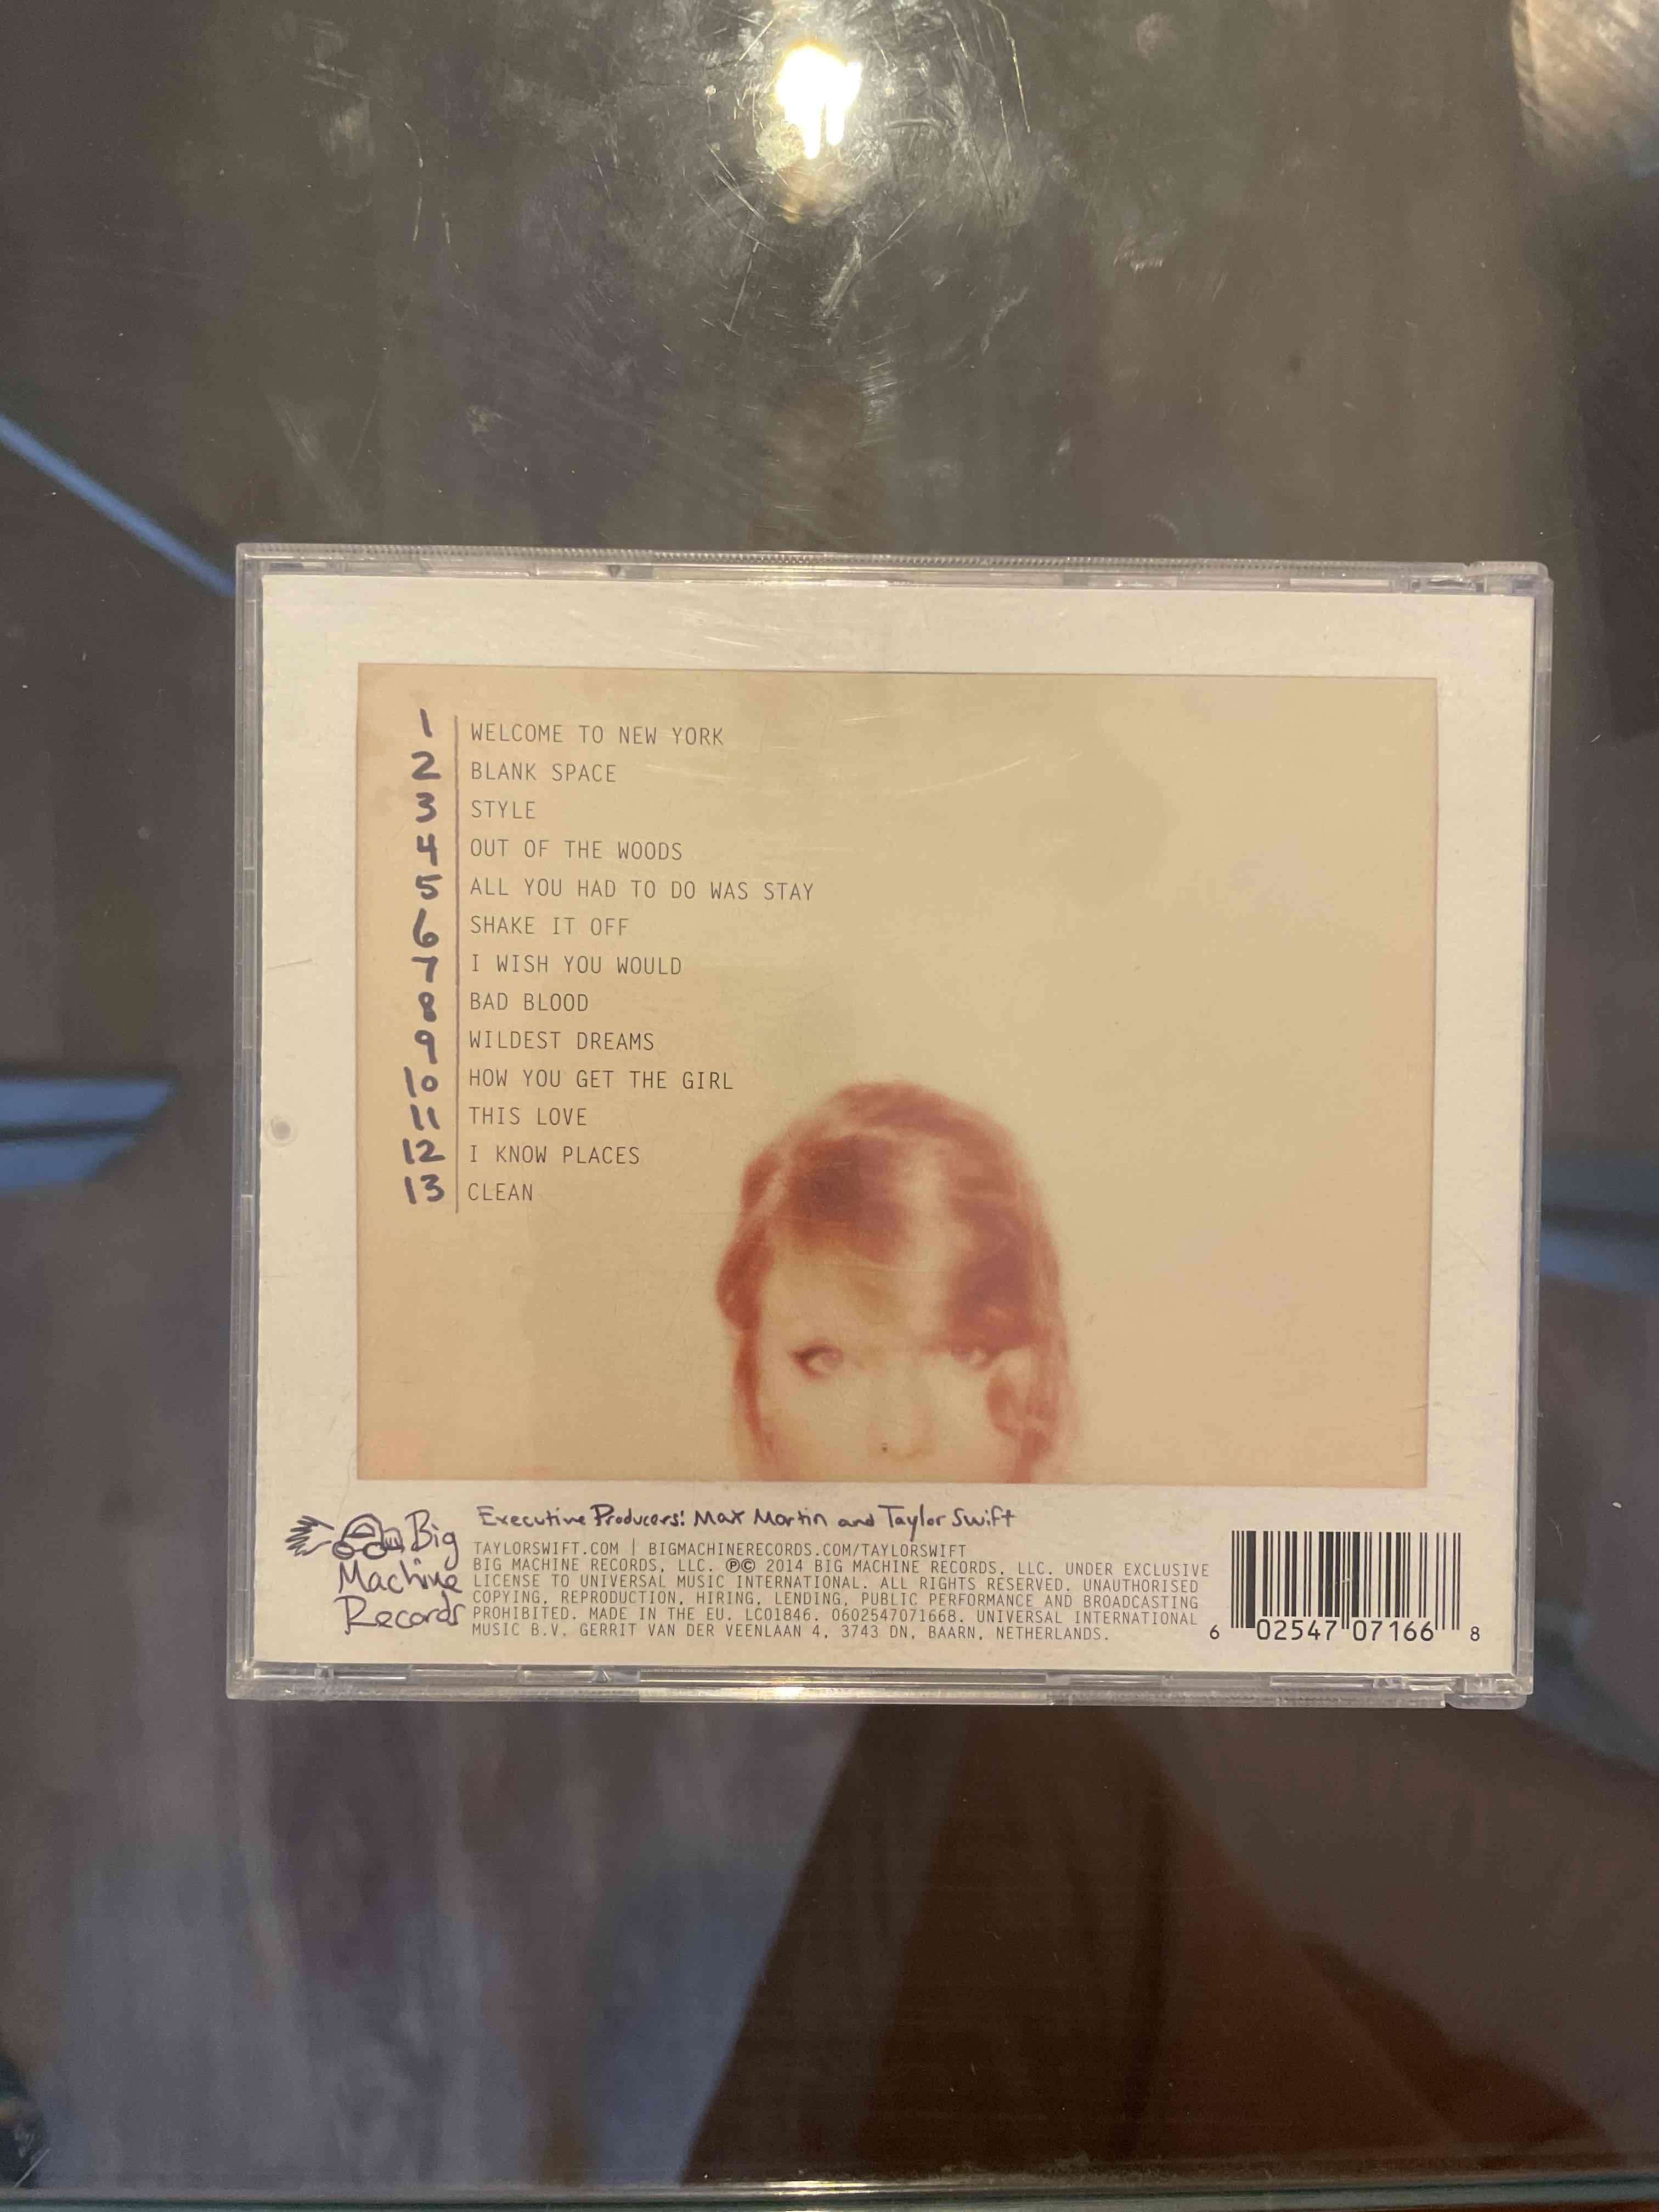 1 WELCOME TO NEW YORK
2 BLANK SPACE
3 STYLE
4 OUT OF THE WOODS
5 ALL YOU HAD TO DO WAS STAY
6 SHAKE IT OFF
7 I WISH YOU WOULD
8 BAD BLOOD
9 WILDEST DREAMS
10 HOW YOU GET THE GIRL
11 THIS LOVE
12 I KNOW PLACES
13 CLEAN
Big
Machine
Records
Executive Producers: Max Martin and Taylor Swift
TAYLORSWIFT.COM | BIGMACHINERECORDS.COM/TAYLORSWIFT
BIG MACHINE RECORDS, LLC. ℗© 2014 BIG MACHINE RECORDS, LLC. UNDER EXCLUSIVE
LICENSE TO UNIVERSAL MUSIC INTERNATIONAL. ALL RIGHTS RESERVED. UNAUTHORISED
COPYING, REPRODUCTION, HIRING, LENDING, PUBLIC PERFORMANCE AND BROADCASTING
PROHIBITED. MADE IN THE EU. LC01846. 0602547071668. UNIVERSAL INTERNATIONAL
MUSIC B.V. GERRIT VAN DER VEENLAAN 4, 3743 DN, BAARN, NETHERLANDS.
6 02547 07166 8